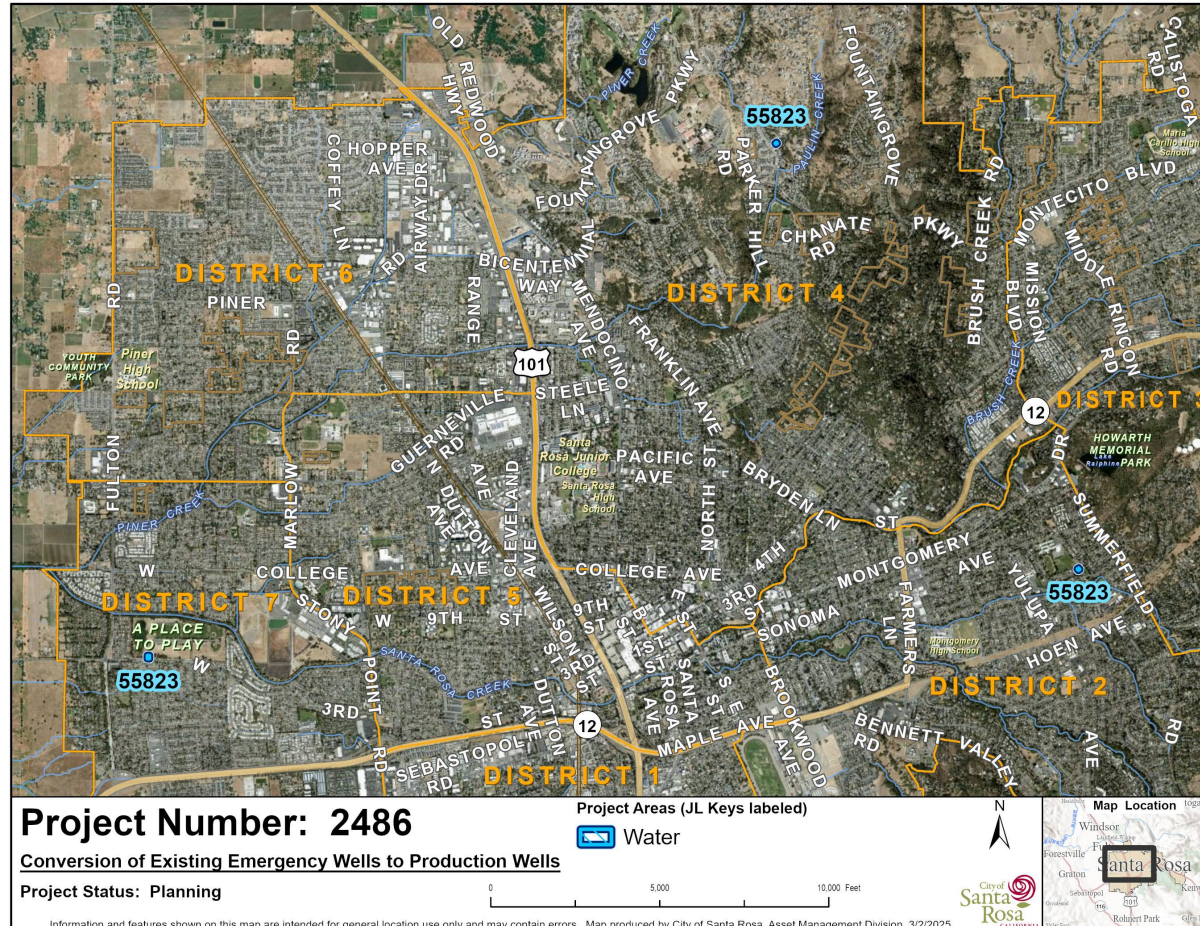 OLD
REDWOOD
HWY
PINER CREEK
FOUNTAINGROVE
PKWY
55823
PARKER
HILL
RD
PAULIN CREEK
FOUNTAINGROVE
PKWY
CALISTOGA
RD
Maria
Carillo High
School
COFFEY
LN
HOPPER
AVE
AIRWAY DR
BICENTENNIAL
WAY
CHANATE
RD
BRUSH CREEK RD
MONTECITO BLVD
MIDDLE RINCON
RD
MISSION
BLVD
DISTRICT 6
DISTRICT 4
RD
PINER
RD
RD
RANGE
AVE
MENDOCINO
AVE
FRANKLIN AVE
101
YOUTH
COMMUNITY
PARK
Piner
High
School
STEELE
LN
GUERNEVILLE
RD
BRUSH CREEK
12
DISTRICT 3
HOWARTH
MEMORIAL
PARK
Lake
Ralphine
Santa
Rosa Junior
College
Santa Rosa
High
School
PACIFIC
AVE
NORTH ST
BRYDEN LN
FULTON
MARLOW
PINER CREEK
N
DUTTON
AVE
CLEVELAND
AVE
SUMMERFIELD
DR
RD
ST
4TH
MONTGOMERY
AVE
YULUPA
AVE
55823
W
COLLEGE
AVE
COLLEGE AVE
DISTRICT 7
DISTRICT 5
A PLACE
TO PLAY
W
55823
STONY
POINT
RD
W
9TH
ST
WILSON
ST
9TH
ST
B
ST
1ST
ST
E ST
3RD
ST
SONOMA
FARMERS
LN
Montgomery
High School
HOEN AVE
SANTA ROSA CREEK
3RD
ST
3RD
ST
DUTTON
AVE
SANTA
ROSA
AVE
S E
ST
BROOKWOOD
AVE
DISTRICT 2
12
SEBASTOPOL
RD
MAPLE AVE
BENNETT VALLEY
RD
DISTRICT 1
Project Number: 2486
Conversion of Existing Emergency Wells to Production Wells
Project Status: Planning
Project Areas (JL Keys labeled)
Water
0
5,000
10,000 Feet
N
City of
Santa
Rosa
CALIFORNIA
Map Location
Windsor
Forestville
Graton
Santa Rosa
Sebastopol
116
101
Rohnert Park
Information and features shown on this map are intended for general location use only and may contain errors. Map produced by City of Santa Rosa, Asset Management Division, 3/2/2025